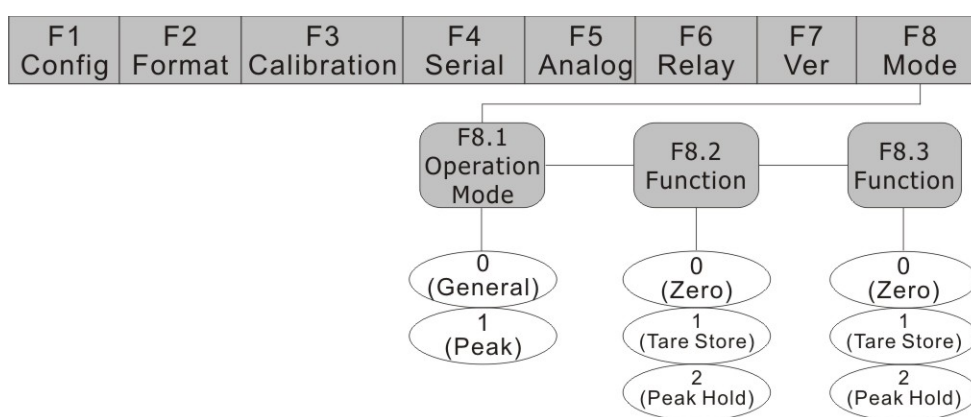 F1 F2 F3 F4 F5 F6 F7 F8
Config Format Calibration Serial Analog Relay Ver Mode
F8.1
Operation
Mode
F8.2
Function
F8.3
Function
0
(General)
1
(Peak)
0
(Zero)
1
(Tare Store)
2
(Peak Hold)
0
(Zero)
1
(Tare Store)
2
(Peak Hold)